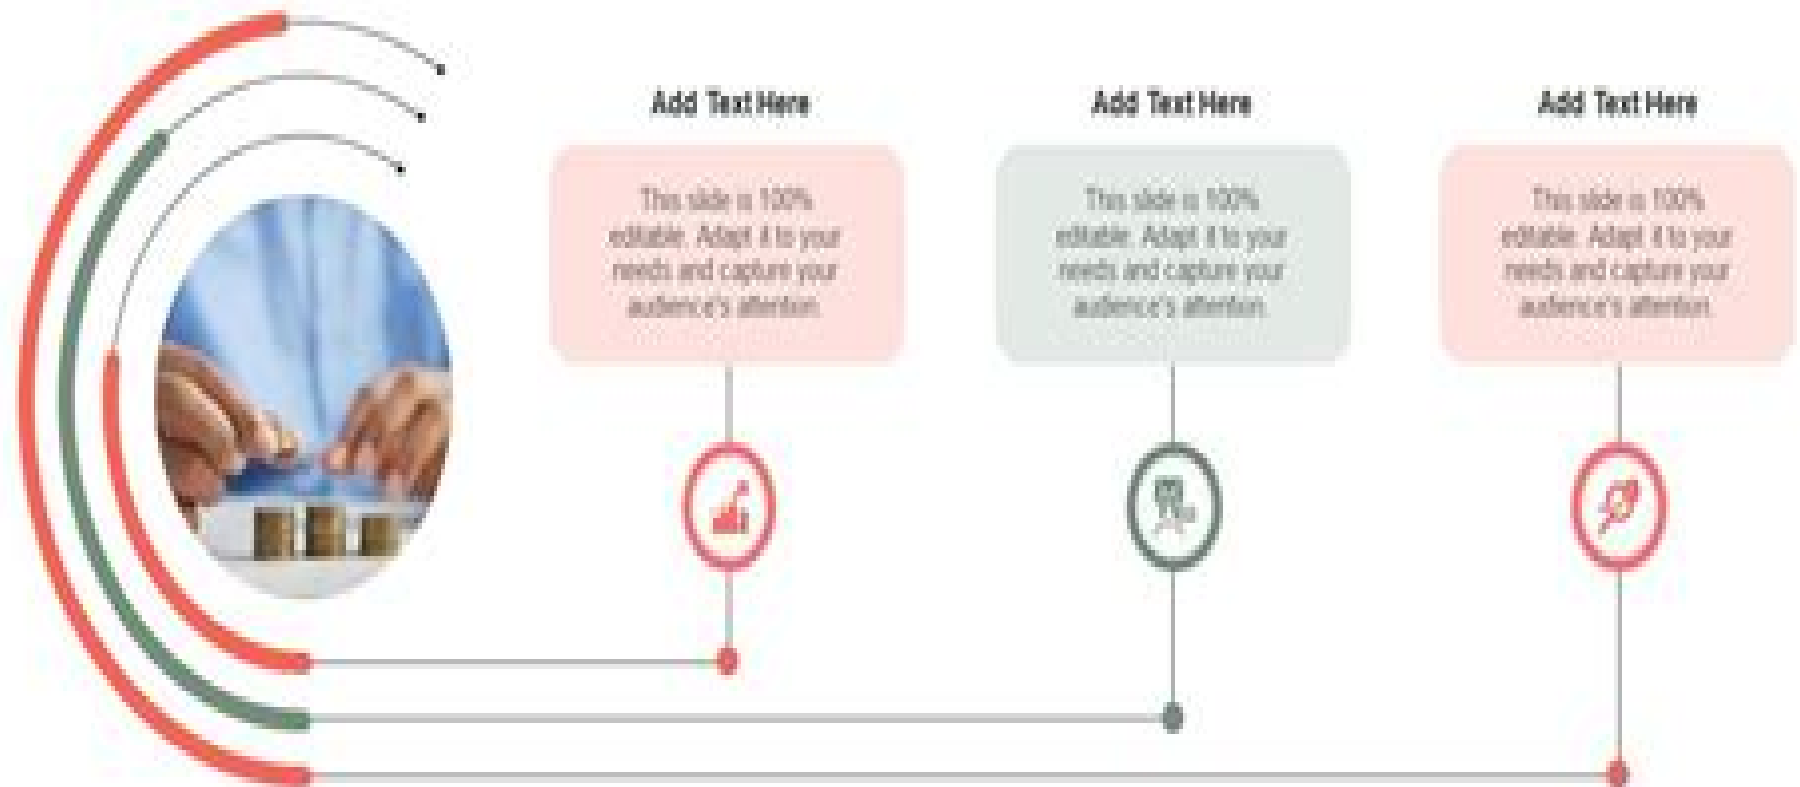 Add Text Here
This slide is 100%
editable. Adapt it to your
needs and capture your
audience's attention.
Add Text Here
This slide is 100%
editable. Adapt it to your
needs and capture your
audience's attention.
Add Text Here
This slide is 100%
editable. Adapt it to your
needs and capture your
audience's attention.